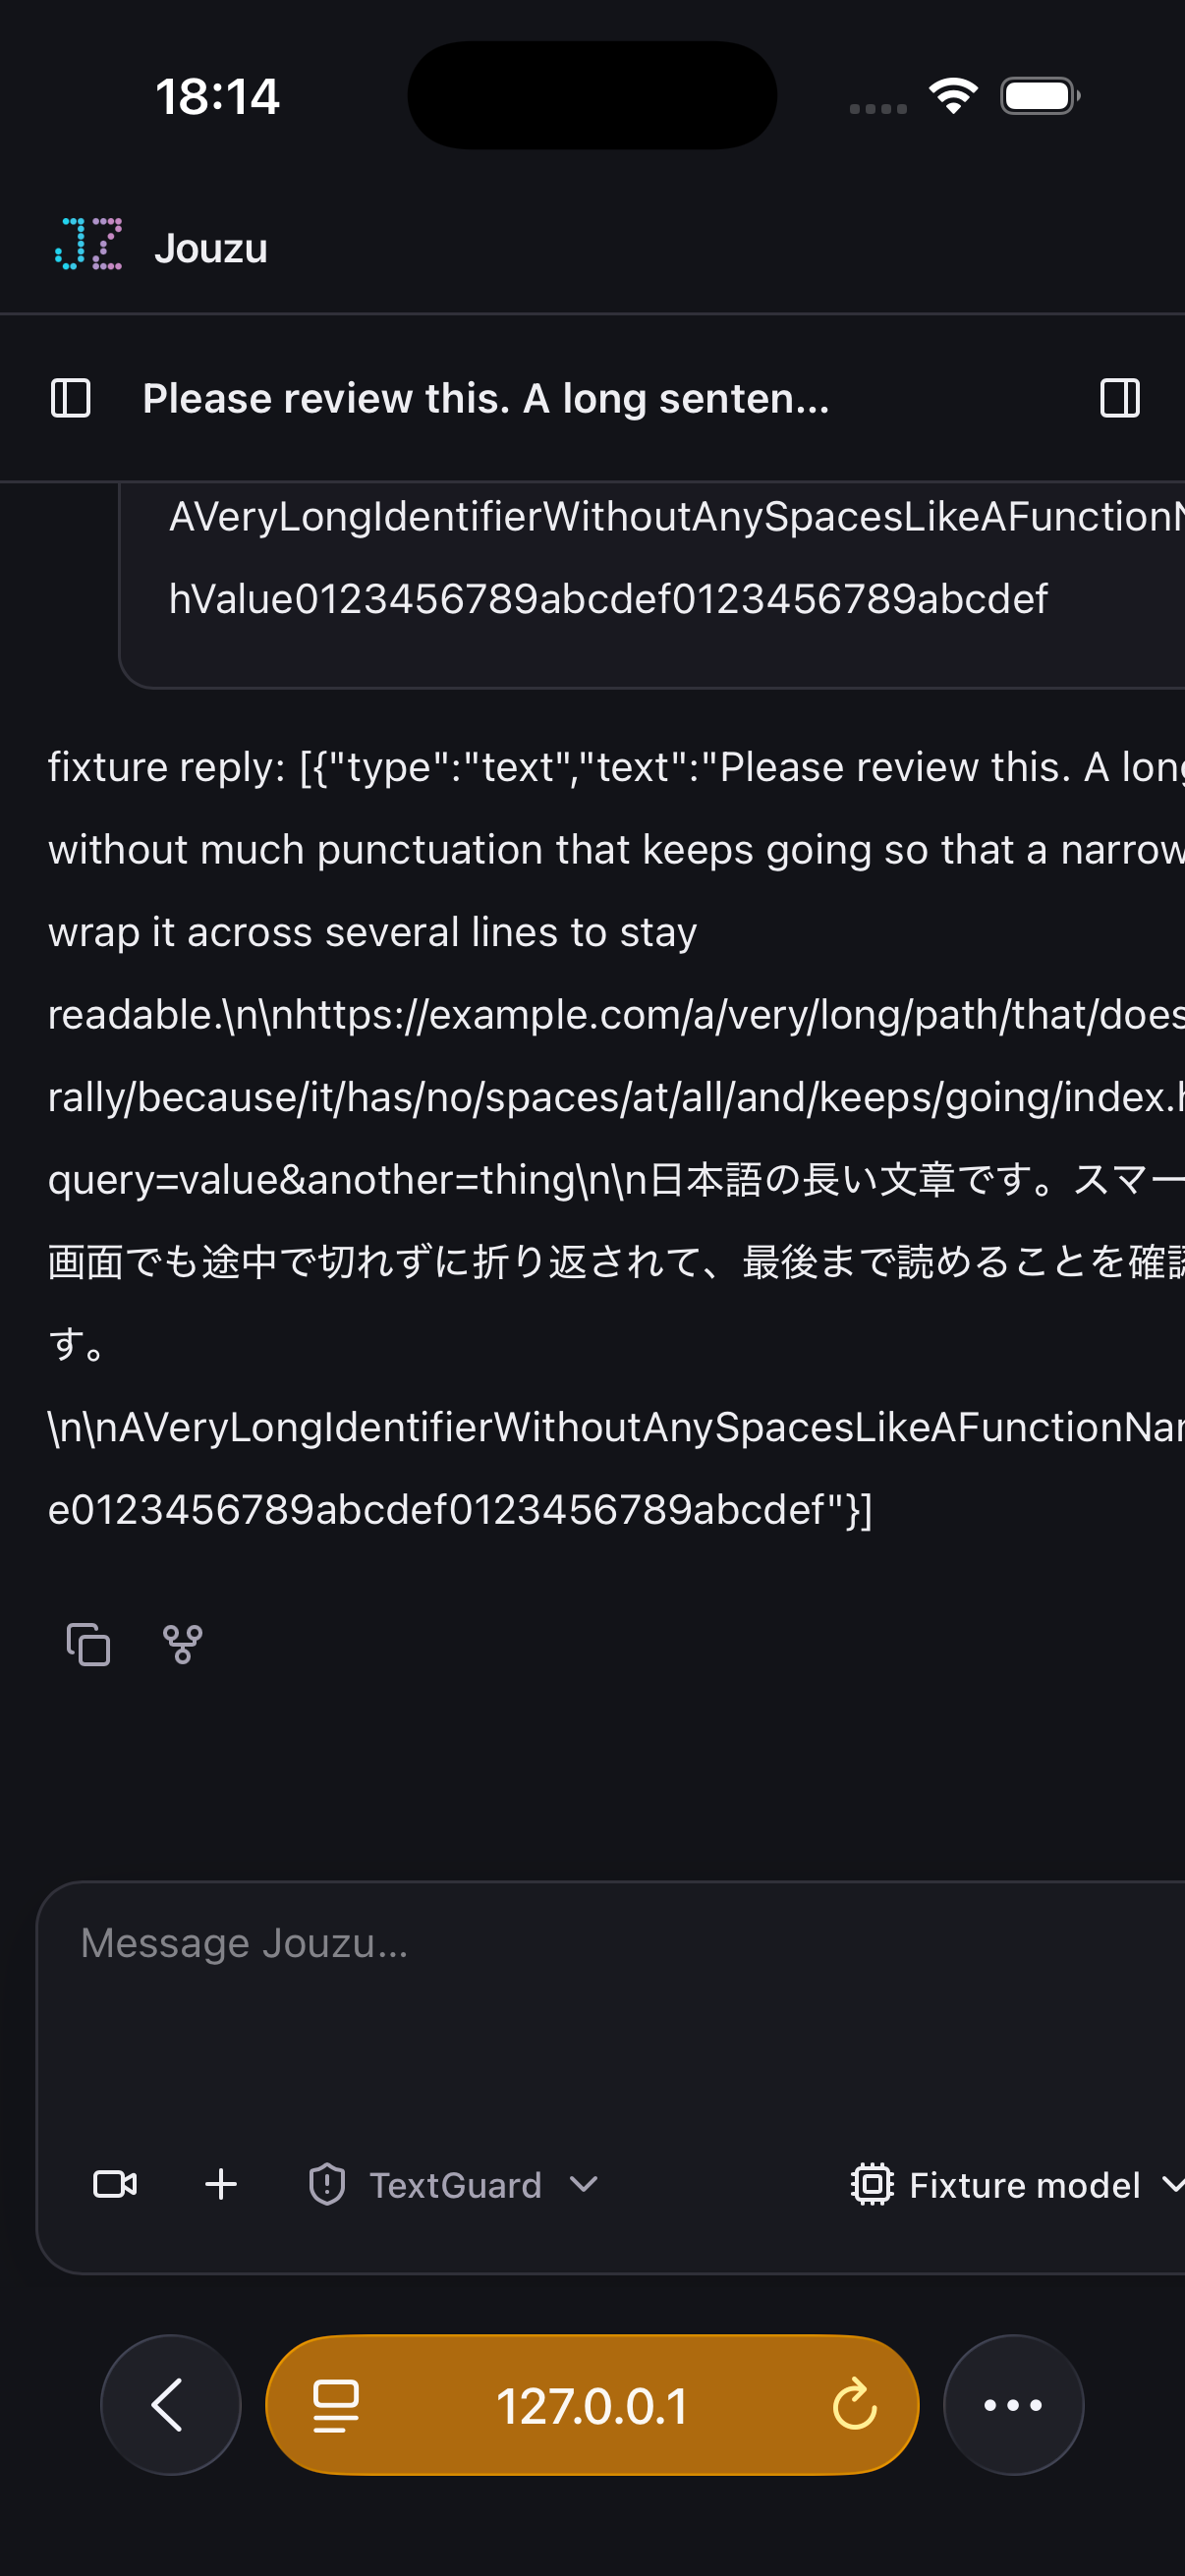 18:14
JZ Jouzu
Please review this. A long senten...
AVeryLongIdentifierWithoutAnySpacesLikeAFunctionN
hValue0123456789abcdef0123456789abcdef
fixture reply: [{"type":"text","text":"Please review this. A long
without much punctuation that keeps going so that a narrow
wrap it across several lines to stay
readable.\n\nhttps://example.com/a/very/long/path/that/does
rally/because/it/has/no/spaces/at/all/and/keeps/going/index.h
query=value&another=thing\n\n日本語の長い文章です。スマー
画面でも途中で切れずに折り返されて、最後まで読めることを確認
す。
\n\nAVeryLongIdentifierWithoutAnySpacesLikeAFunctionNa
e0123456789abcdef0123456789abcdef"}]
Message Jouzu...
TextGuard
Fixture model
127.0.0.1